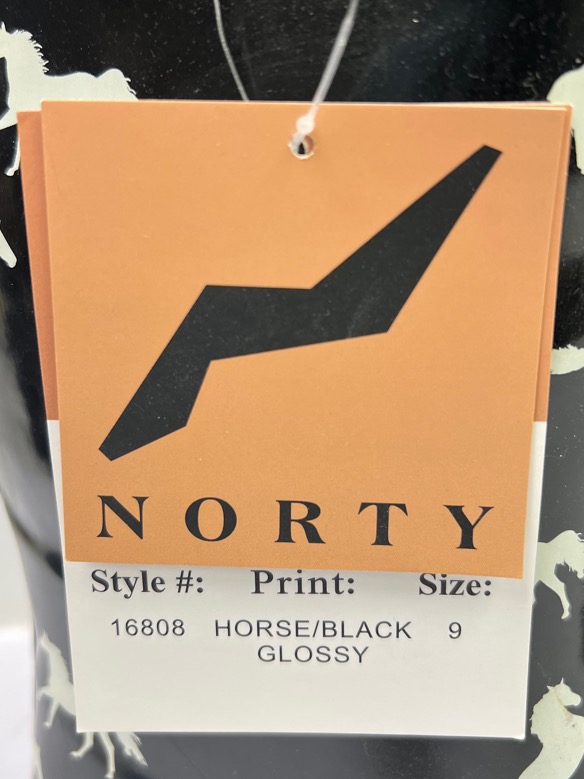 NORTY
Style #: Print: Size:
16808 HORSE/BLACK 9
GLOSSY